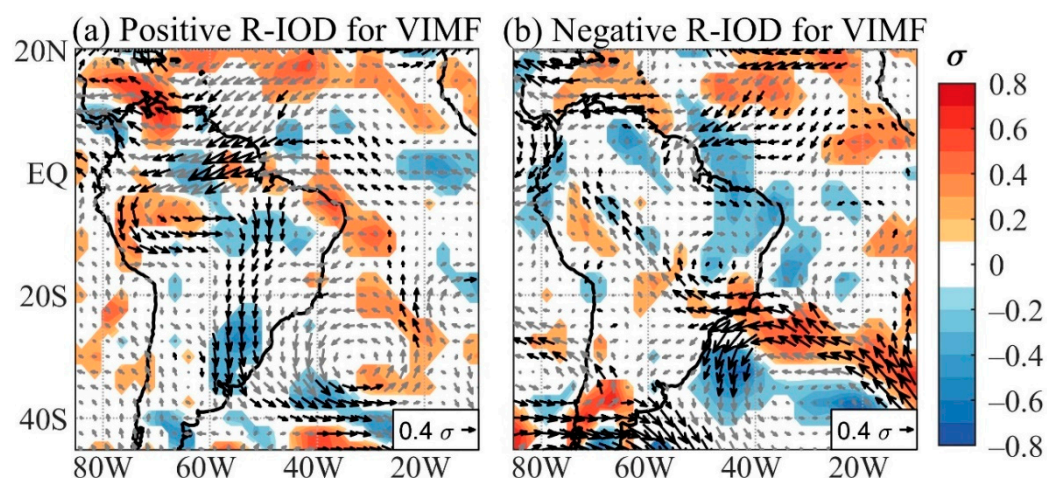 (a) Positive R-IOD for VIMF
(b) Negative R-IOD for VIMF
σ
20N
EQ
20S
40S
0.4 σ
0.4 σ
80W 60W 40W 20W
80W 60W 40W 20W
0.8
0.6
0.4
0.2
0
–0.2
–0.4
–0.6
–0.8